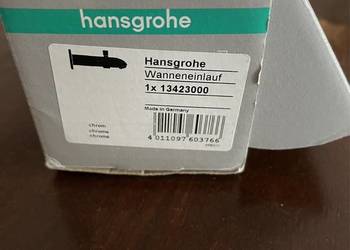 hansgrohe
Hansgrohe
Wanneneinlauf
1x 13423000
Made in Germany
chrom
chrome
chrome
4 011097 603766